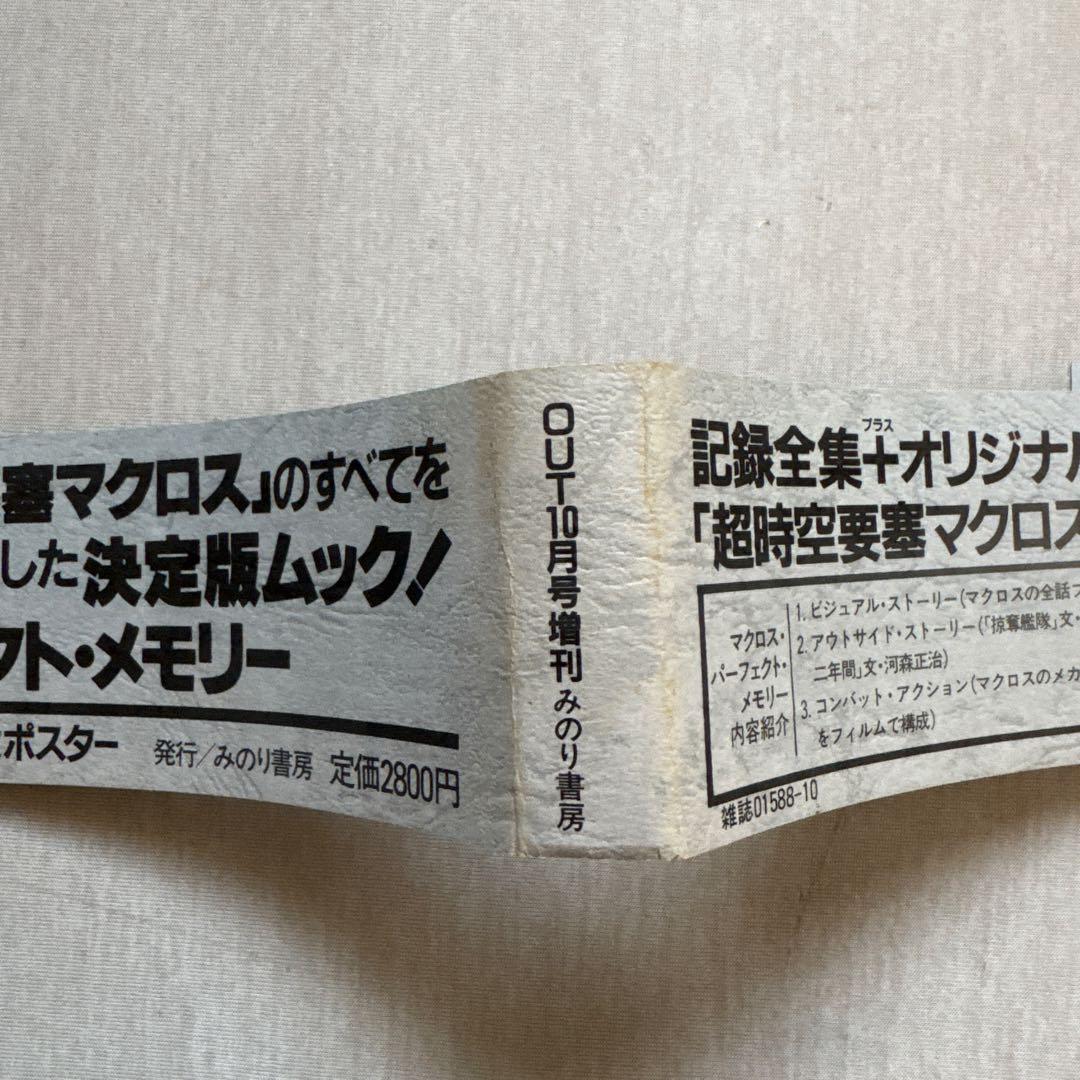 塞マクロス」のすべてを
した決定版ムック!
クト・メモリー
ポスター 発行/みのり書房 定価2800円
OUT10月号増刊 みのり書房
記録全集+オリジナル
プラス
「超時空要塞マクロス
マクロス・
パーフェクト・
メモリー
内容紹介
1. ビジュアル・ストーリー(マクロスの全話フ
2. アウトサイド・ストーリー(「掠奪艦隊」文・
二年間」文・河森正治)
3. コンバット・アクション(マクロスのメカ
をフィルムで構成)
雑誌01588-10